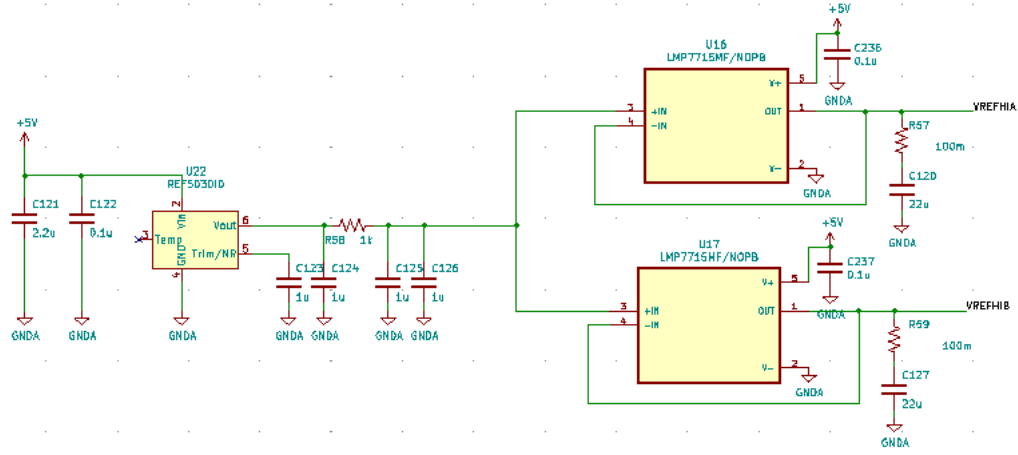 +5V
U16
LMP7715MF/NOPB
C236
0.1u
GNDA
5
V+
3
+IN
4
-IN
OUT
1
VREFHIA
R67
100m
V-
2
GNDA
C120
22u
GNDA
+5V
U22
REF5030ID
C121
2.2u
C122
0.1u
2
Vin
3
Temp
Vout
6
GND
Trim/NR
5
4
R68
1k
C123
1u
C124
1u
C125
1u
C126
1u
GNDA
GNDA
GNDA
GNDA
GNDA
GNDA
GNDA
+5V
U17
LMP7715MF/NOPB
C237
0.1u
GNDA
5
V+
3
+IN
4
-IN
OUT
1
VREFHIB
R69
100m
V-
2
GNDA
C127
22u
GNDA